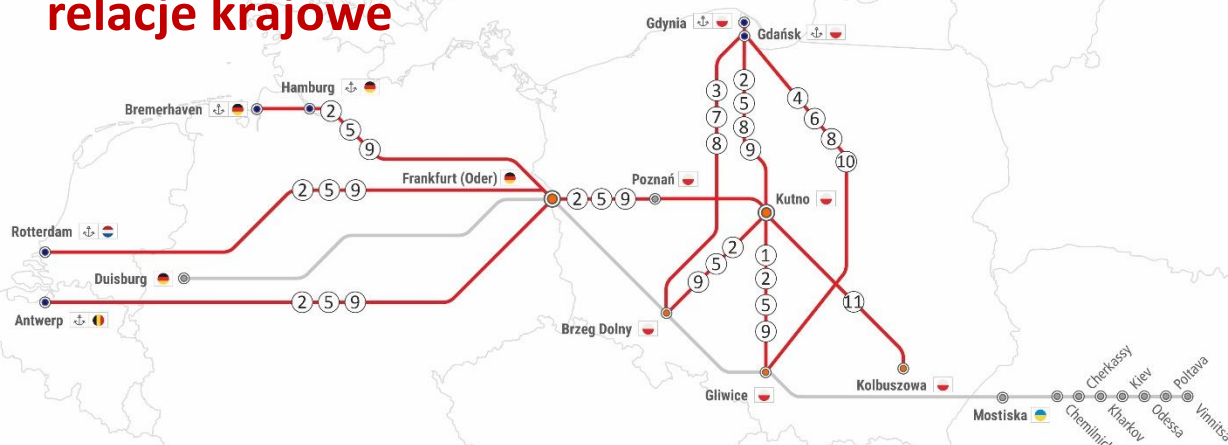 relacje krajowe
Gdynia
Gdańsk
Hamburg
Bremerhaven
2
5
9
3
7
8
2
5
8
9
4
6
8
10
Frankfurt (Oder)
2 5 9
2 5 9
Poznań
Kutno
Rotterdam
Duisburg
2 5 9
Antwerp
2
5
9
1
2
5
9
11
Brzeg Dolny
Gliwice
Kolbuszowa
Mostiska
Cherkassy
Kiev
Poltava
Kharkov
Odessa
Vinnitsa